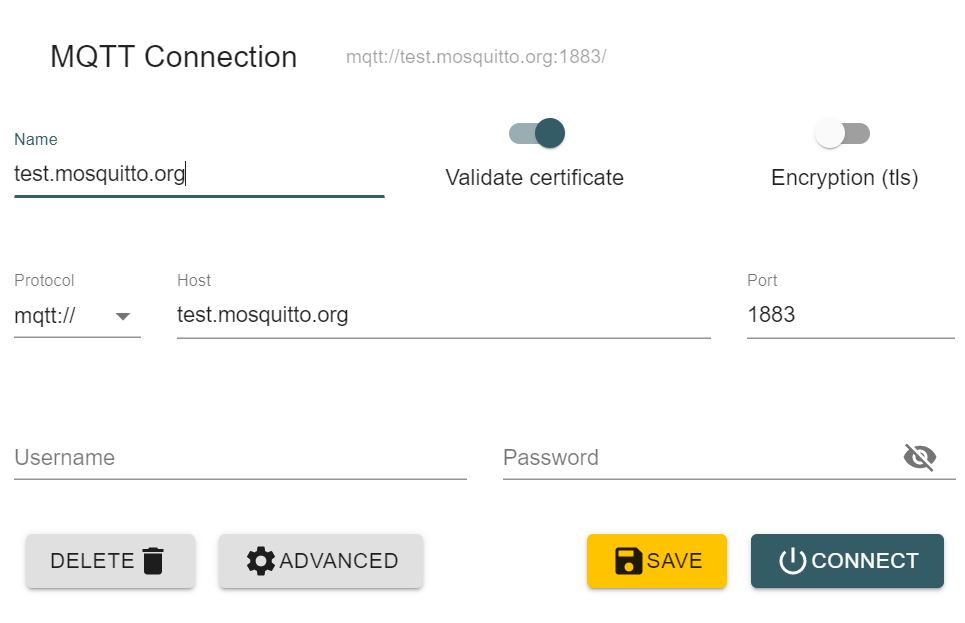 MQTT Connection mqtt://test.mosquitto.org:1883/
Name
test.mosquitto.org
Validate certificate Encryption (tls)
Protocol Host Port
mqtt:// test.mosquitto.org 1883
Username Password
DELETE ADVANCED SAVE CONNECT